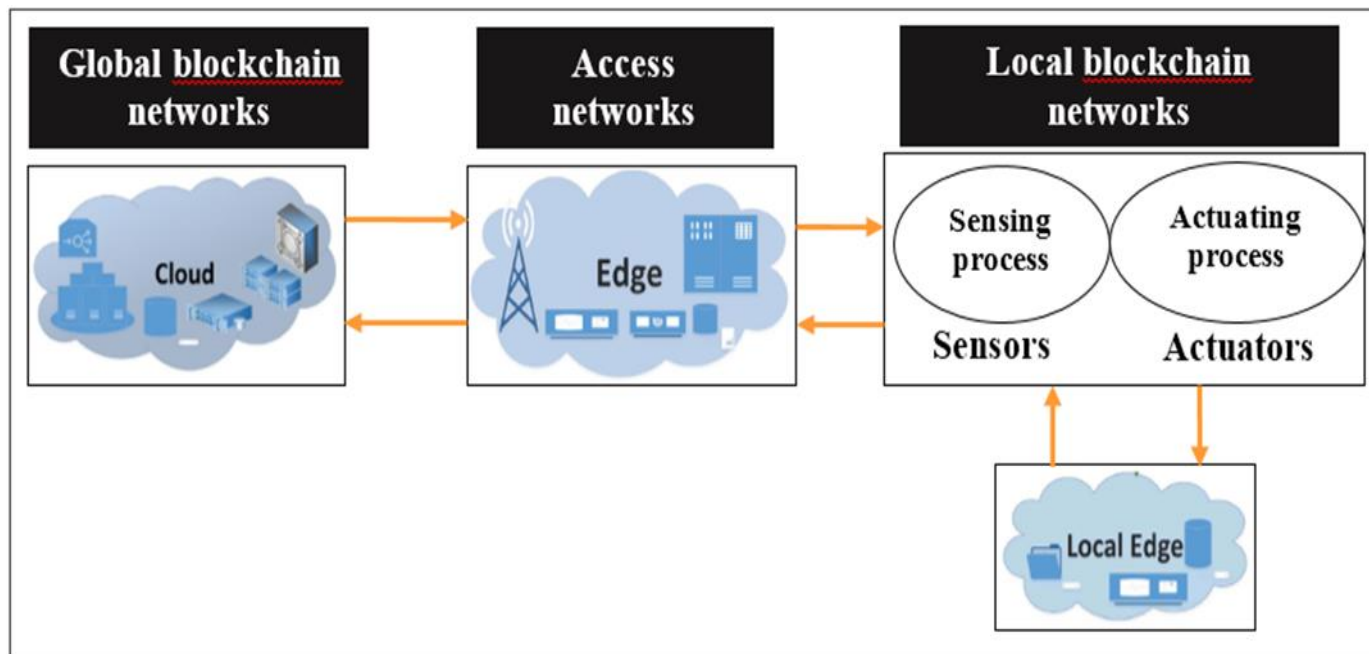 Global blockchain
networks
Access
networks
Local blockchain
networks
Cloud
Edge
Sensing
process
Actuating
process
Sensors
Actuators
Local Edge